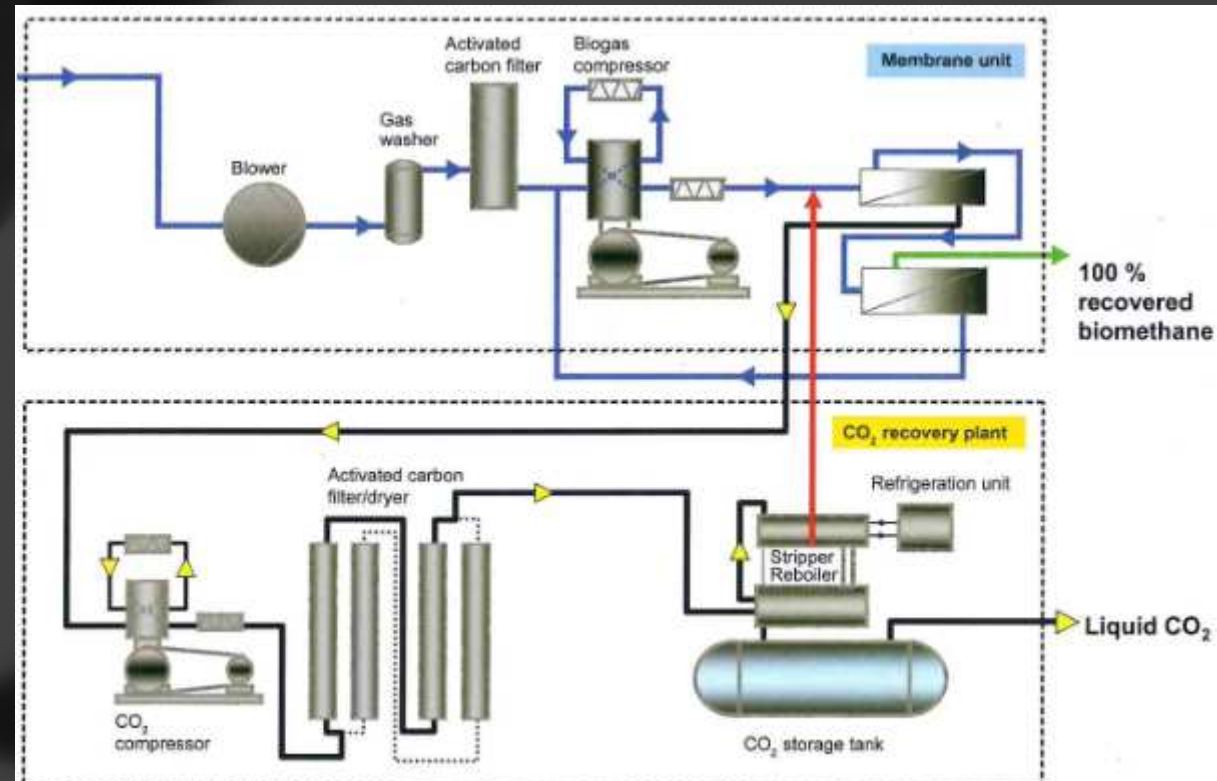 Activated
carbon filter
Biogas
compressor
Membrane unit
Gas
washer
Blower
100 %
recovered
biomethane
CO₂ recovery plant
Activated carbon
filter/dryer
Refrigeration unit
Stripper
Reboiler
Liquid CO₂
CO₂
compressor
CO₂ storage tank